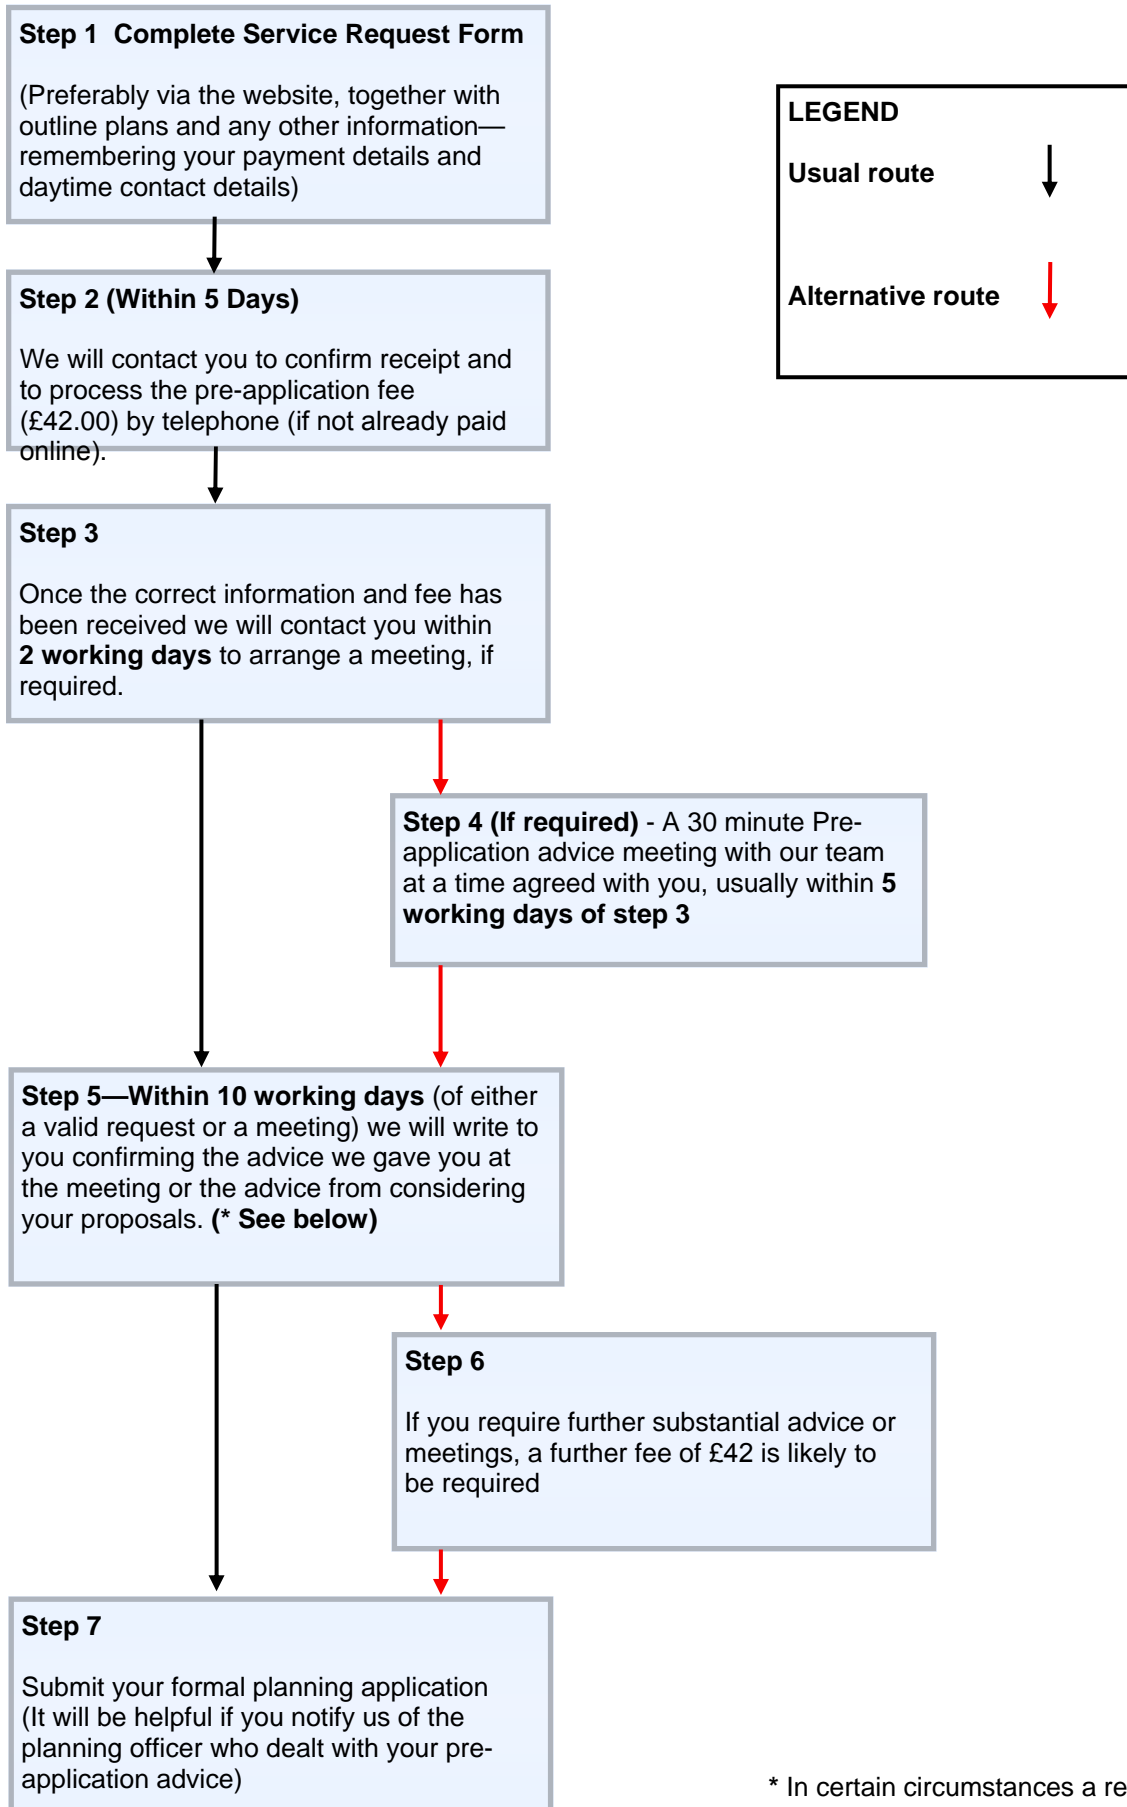 Step 1  Complete Service Request Form
(Preferably via the website, together with
outline plans and any other information—
remembering your payment details and
daytime contact details)
LEGEND
Usual route
Alternative route
Step 2 (Within 5 Days)
We will contact you to confirm receipt and
to process the pre-application fee
(£42.00) by telephone (if not already paid
online).
Step 3
Once the correct information and fee has
been received we will contact you within
2 working days to arrange a meeting, if
required.
Step 4 (If required) - A 30 minute Pre-
application advice meeting with our team
at a time agreed with you, usually within 5
working days of step 3
Step 5—Within 10 working days (of either
a valid request or a meeting) we will write to
you confirming the advice we gave you at
the meeting or the advice from considering
your proposals. (* See below)
Step 6
If you require further substantial advice or
meetings, a further fee of £42 is likely to
be required
Step 7
Submit your formal planning application
(It will be helpful if you notify us of the
planning officer who dealt with your pre-
application advice)
* In certain circumstances a re